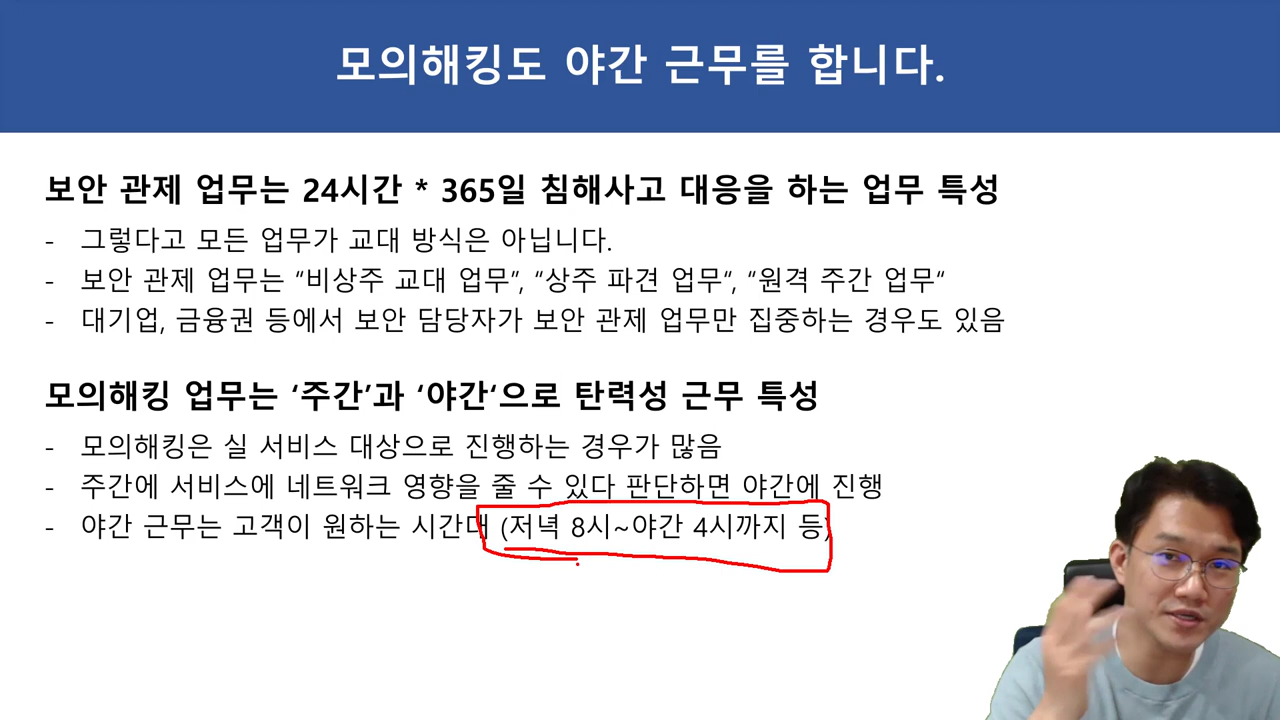 모의해킹도 야간 근무를 합니다.
보안 관제 업무는 24시간 * 365일 침해사고 대응을 하는 업무 특성
- 그렇다고 모든 업무가 교대 방식은 아닙니다.
- 보안 관제 업무는 “비상주 교대 업무”, “상주 파견 업무“, “원격 주간 업무“
- 대기업, 금융권 등에서 보안 담당자가 보안 관제 업무만 집중하는 경우도 있음
모의해킹 업무는 ‘주간’과 ‘야간‘으로 탄력성 근무 특성
- 모의해킹은 실 서비스 대상으로 진행하는 경우가 많음
- 주간에 서비스에 네트워크 영향을 줄 수 있다 판단하면 야간에 진행
- 야간 근무는 고객이 원하는 시간대 (저녁 8시~야간 4시까지 등)